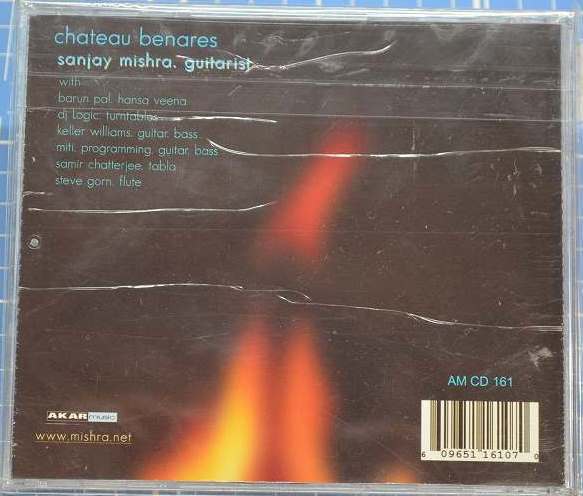 chateau benares
sanjay mishra. guitarist
with
barun pal. hansa veena
dj logic. turntables
keller williams. guitar. bass
miti. programming. guitar. bass
samir chatterjee. tabla
steve gorn. flute
AM CD 161
AKAR music
www.mishra.net
6 09651 16107 0